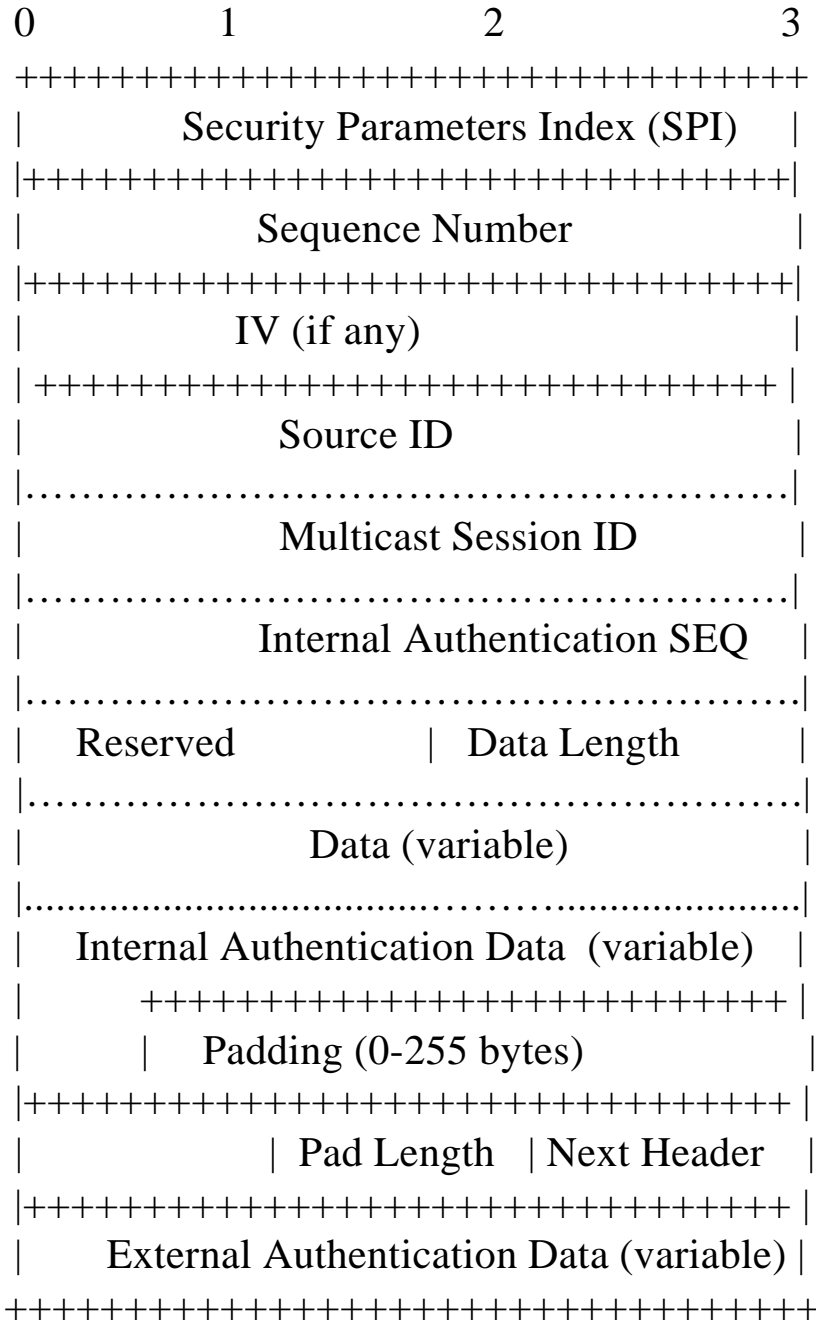 0 1 2 3
+++++++++++++++++++++++++++++++++
| Security Parameters Index (SPI) |
|++++++++++++++++++++++++++++++++|
| Sequence Number |
|++++++++++++++++++++++++++++++++|
| IV (if any) |
| +++++++++++++++++++++++++++++++ |
| Source ID |
|……………………………………………….|
| Multicast Session ID |
|……………………………………………….|
| Internal Authentication SEQ |
|……………………………………………….|
| Reserved | Data Length |
|……………………………………………….|
| Data (variable) |
|.......................................………...........................|
| Internal Authentication Data (variable) |
| +++++++++++++++++++++++++++ |
| | Padding (0-255 bytes) |
|++++++++++++++++++++++++++++++++ |
| | Pad Length | Next Header |
|++++++++++++++++++++++++++++++++ |
| External Authentication Data (variable) |
++++++++++++++++++++++++++++++++++